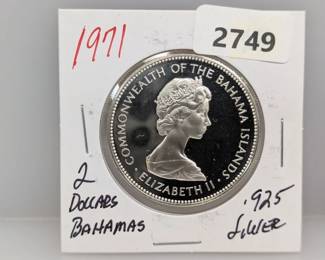 1971
2749
COMMONWEALTH OF THE BAHAMA ISLANDS
· ELIZABETH II ·
2
DOLLARS
BAHAMAS
.925
SILVER